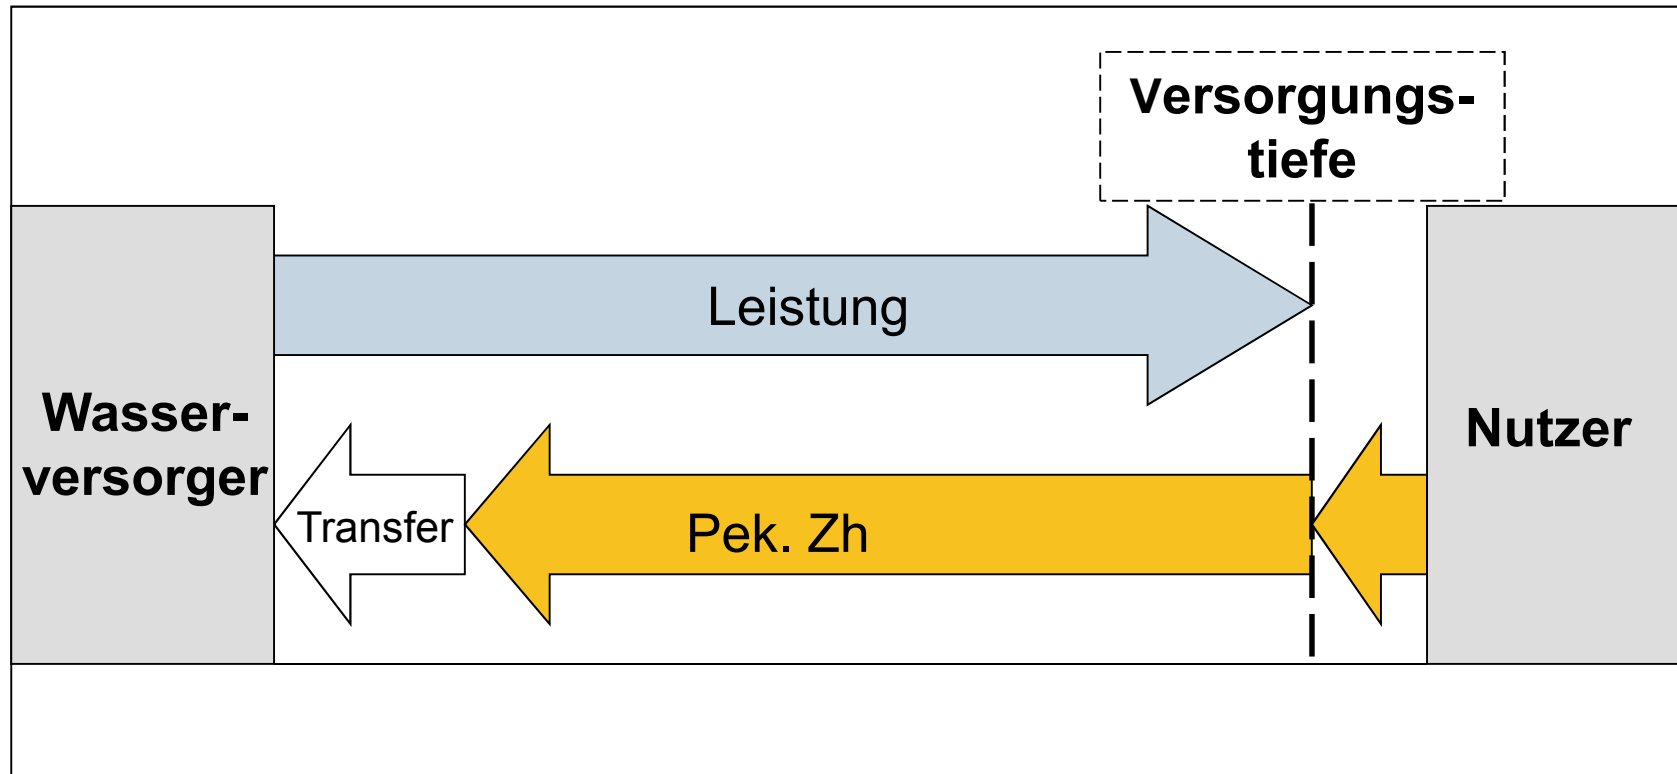 Versorgungs-
tiefe
Leistung
Wasser-
versorger
Nutzer
Transfer
Pek. Zh